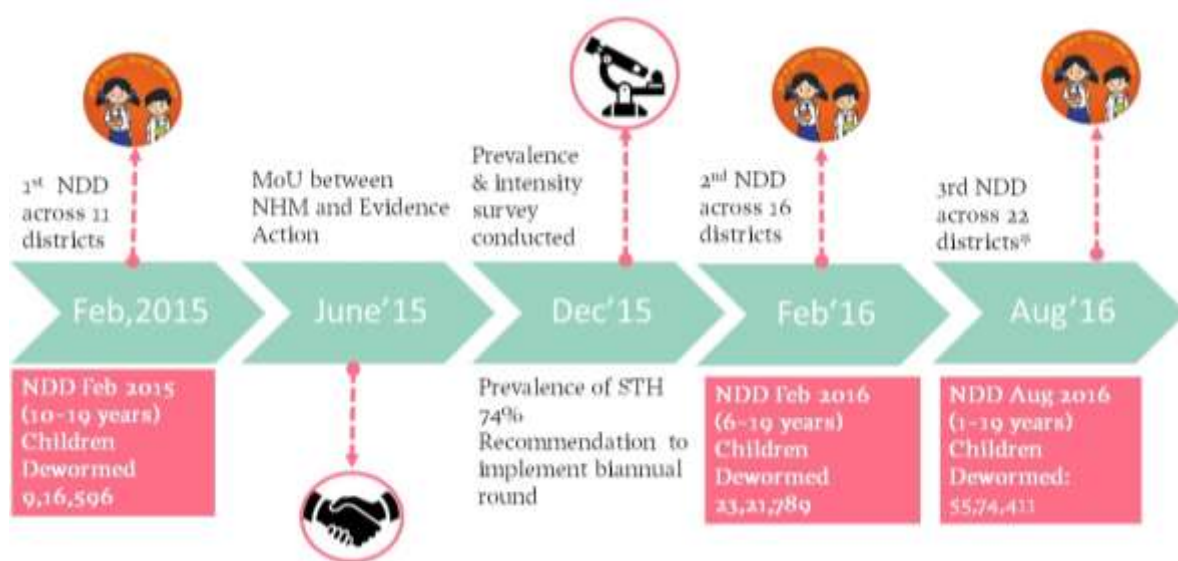 1st NDD
across 11
districts
MoU between
NHM and Evidence
Action
Prevalence
& intensity
survey
conducted
2nd NDD
across 16
districts
3rd NDD
across 22
districts*
Feb,2015
June'15
Dec'15
Feb'16
Aug'16
NDD Feb 2015
(10-19 years)
Children
Dewormed
9,16,596
Prevalence of STH
74%
Recommendation to
implement biannual
round
NDD Feb 2016
(6-19 years)
Children
Dewormed
23,21,789
NDD Aug 2016
(1-19 years)
Children
Dewormed:
55,74,411